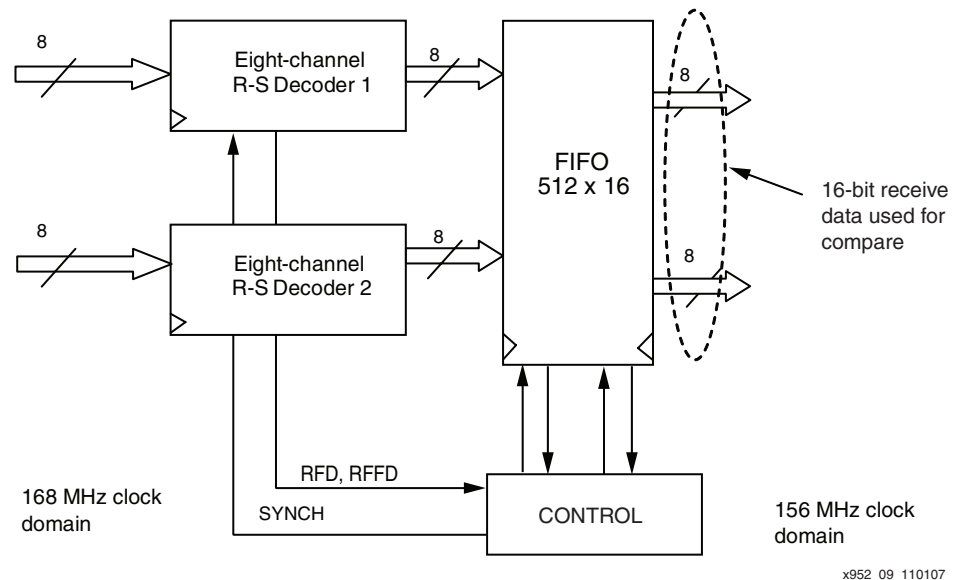 8
Eight-channel
R-S Decoder 1
8
8
FIFO
512 x 16
16-bit receive
data used for
compare
8
Eight-channel
R-S Decoder 2
8
8
RFD, RFFD
SYNCH
CONTROL
168 MHz clock
domain
156 MHz clock
domain
x952_09_110107